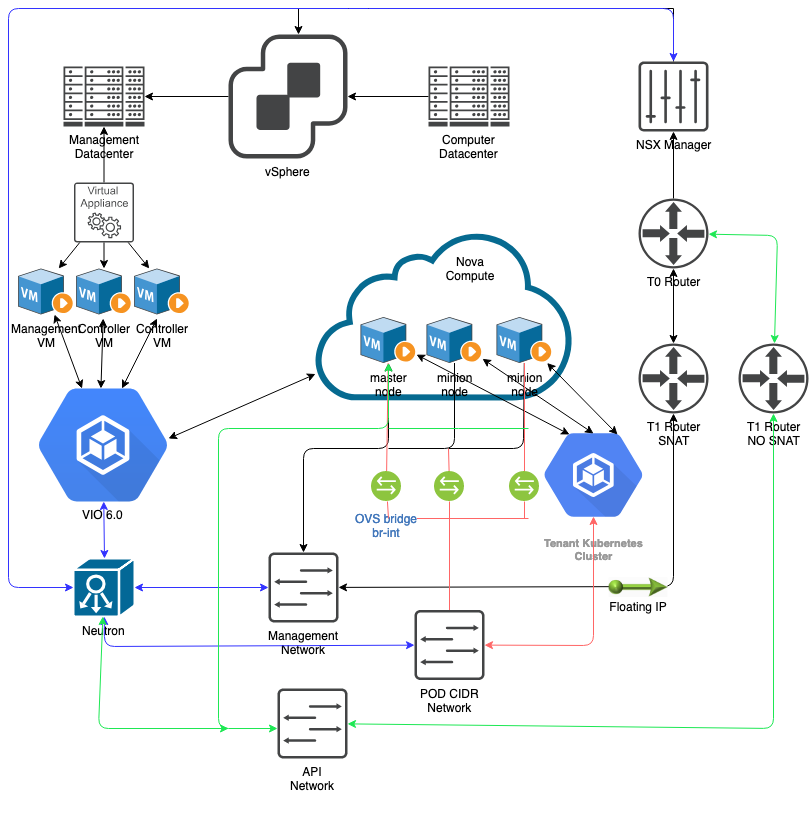 Management
Datacenter
vSphere
Computer
Datacenter
NSX Manager
Virtual
Appliance
T0 Router
Nova
Compute
VM
VM
VM
Management
VM
Controller
VM
Controller
VM
VM
VM
VM
master
node
minion
node
minion
node
T1 Router
SNAT
T1 Router
NO SNAT
VIO 6.0
OVS bridge
br-int
Tenant Kubernetes
Cluster
Neutron
Management
Network
Floating IP
POD CIDR
Network
API
Network